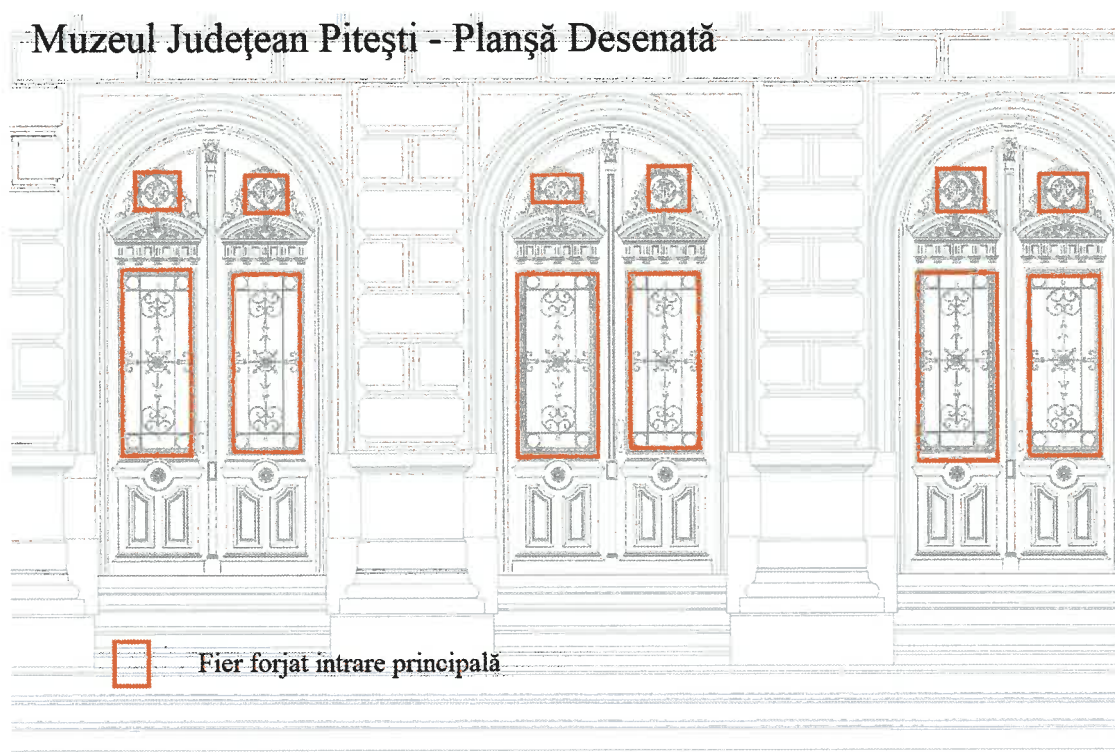 Muzeul Judeţean Piteşti - Planşă Desenată
Fier forjat intrare principală